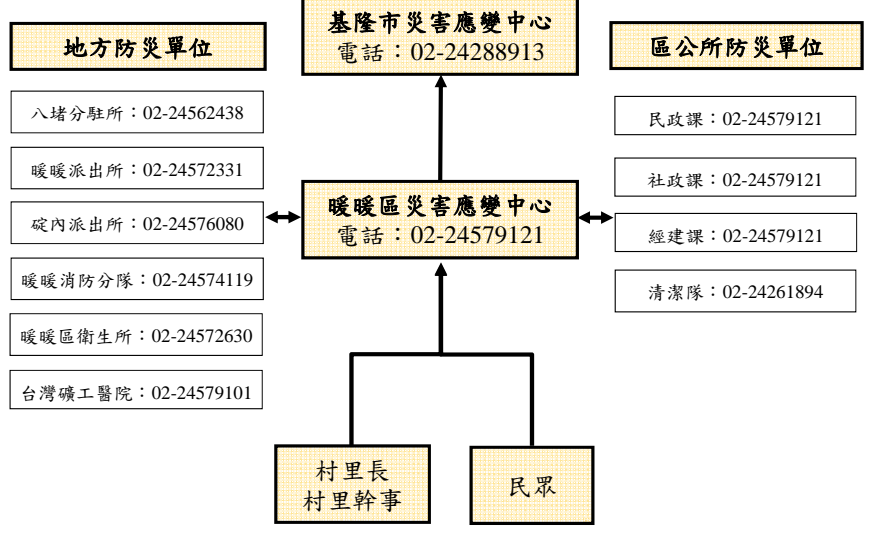 基隆市災害應變中心
電話：02-24288913
地方防災單位
八堵分駐所：02-24562438
暖暖派出所：02-24572331
碇內派出所：02-24576080
暖暖消防分隊：02-24574119
暖暖區衛生所：02-24572630
台灣礦工醫院：02-24579101
暖暖區災害應變中心
電話：02-24579121
區公所防災單位
民政課：02-24579121
社政課：02-24579121
經建課：02-24579121
清潔隊：02-24261894
村里長
村里幹事
民眾